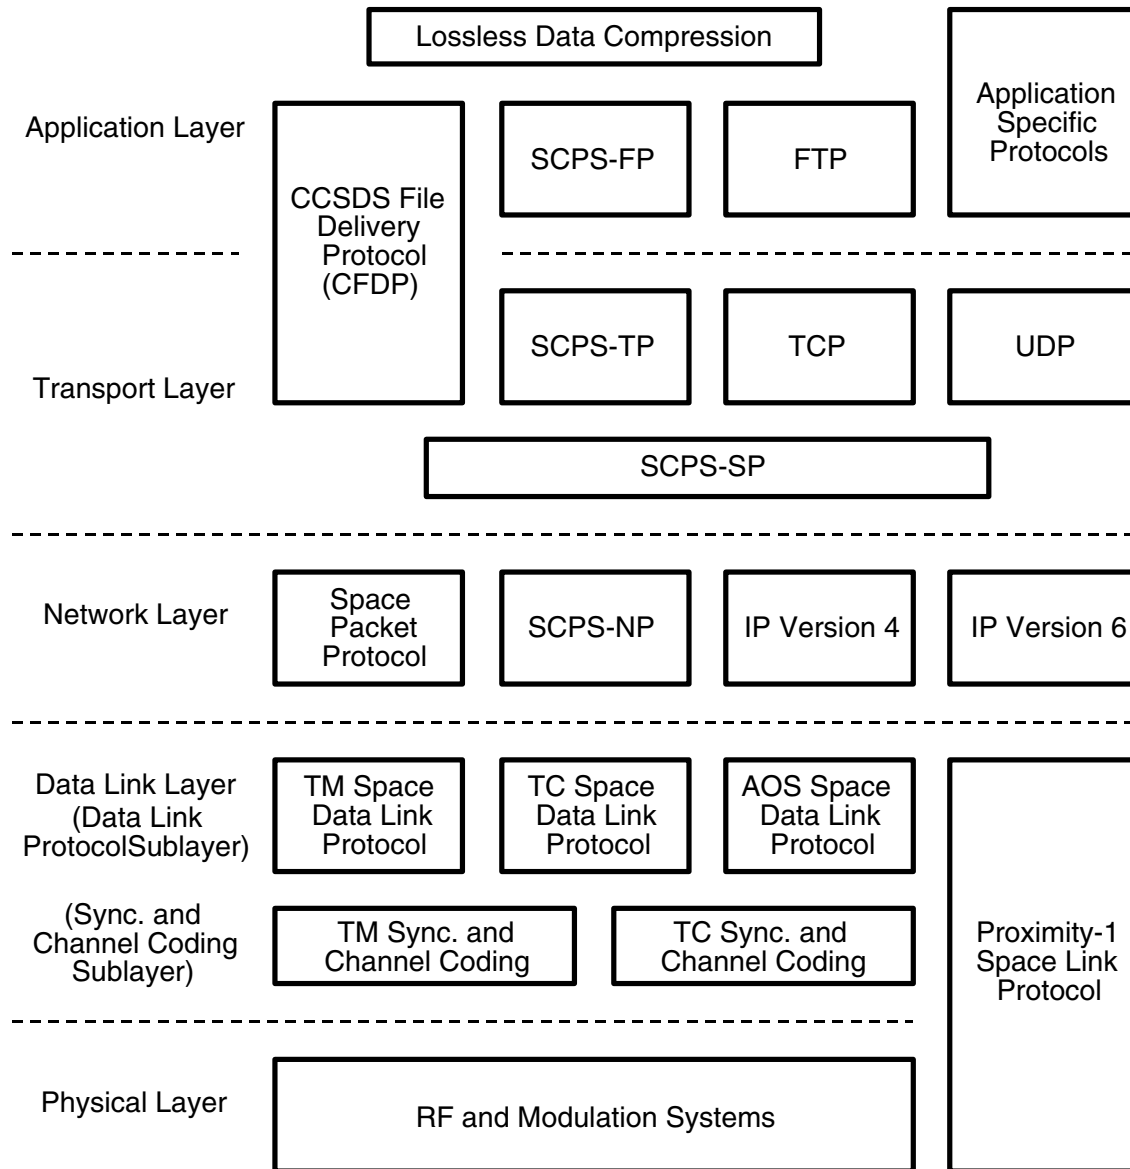 Lossless Data Compression
Application Layer
CCSDS File
Delivery
Protocol
(CFDP)
SCPS-FP
FTP
Application
Specific
Protocols
Transport Layer
SCPS-TP
TCP
UDP
SCPS-SP
Network Layer
Space
Packet
Protocol
SCPS-NP
IP Version 4
IP Version 6
Data Link Layer
(Data Link
ProtocolSublayer)
TM Space
Data Link
Protocol
TC Space
Data Link
Protocol
AOS Space
Data Link
Protocol
(Sync. and
Channel Coding
Sublayer)
TM Sync. and
Channel Coding
TC Sync. and
Channel Coding
Proximity-1
Space Link
Protocol
Physical Layer
RF and Modulation Systems